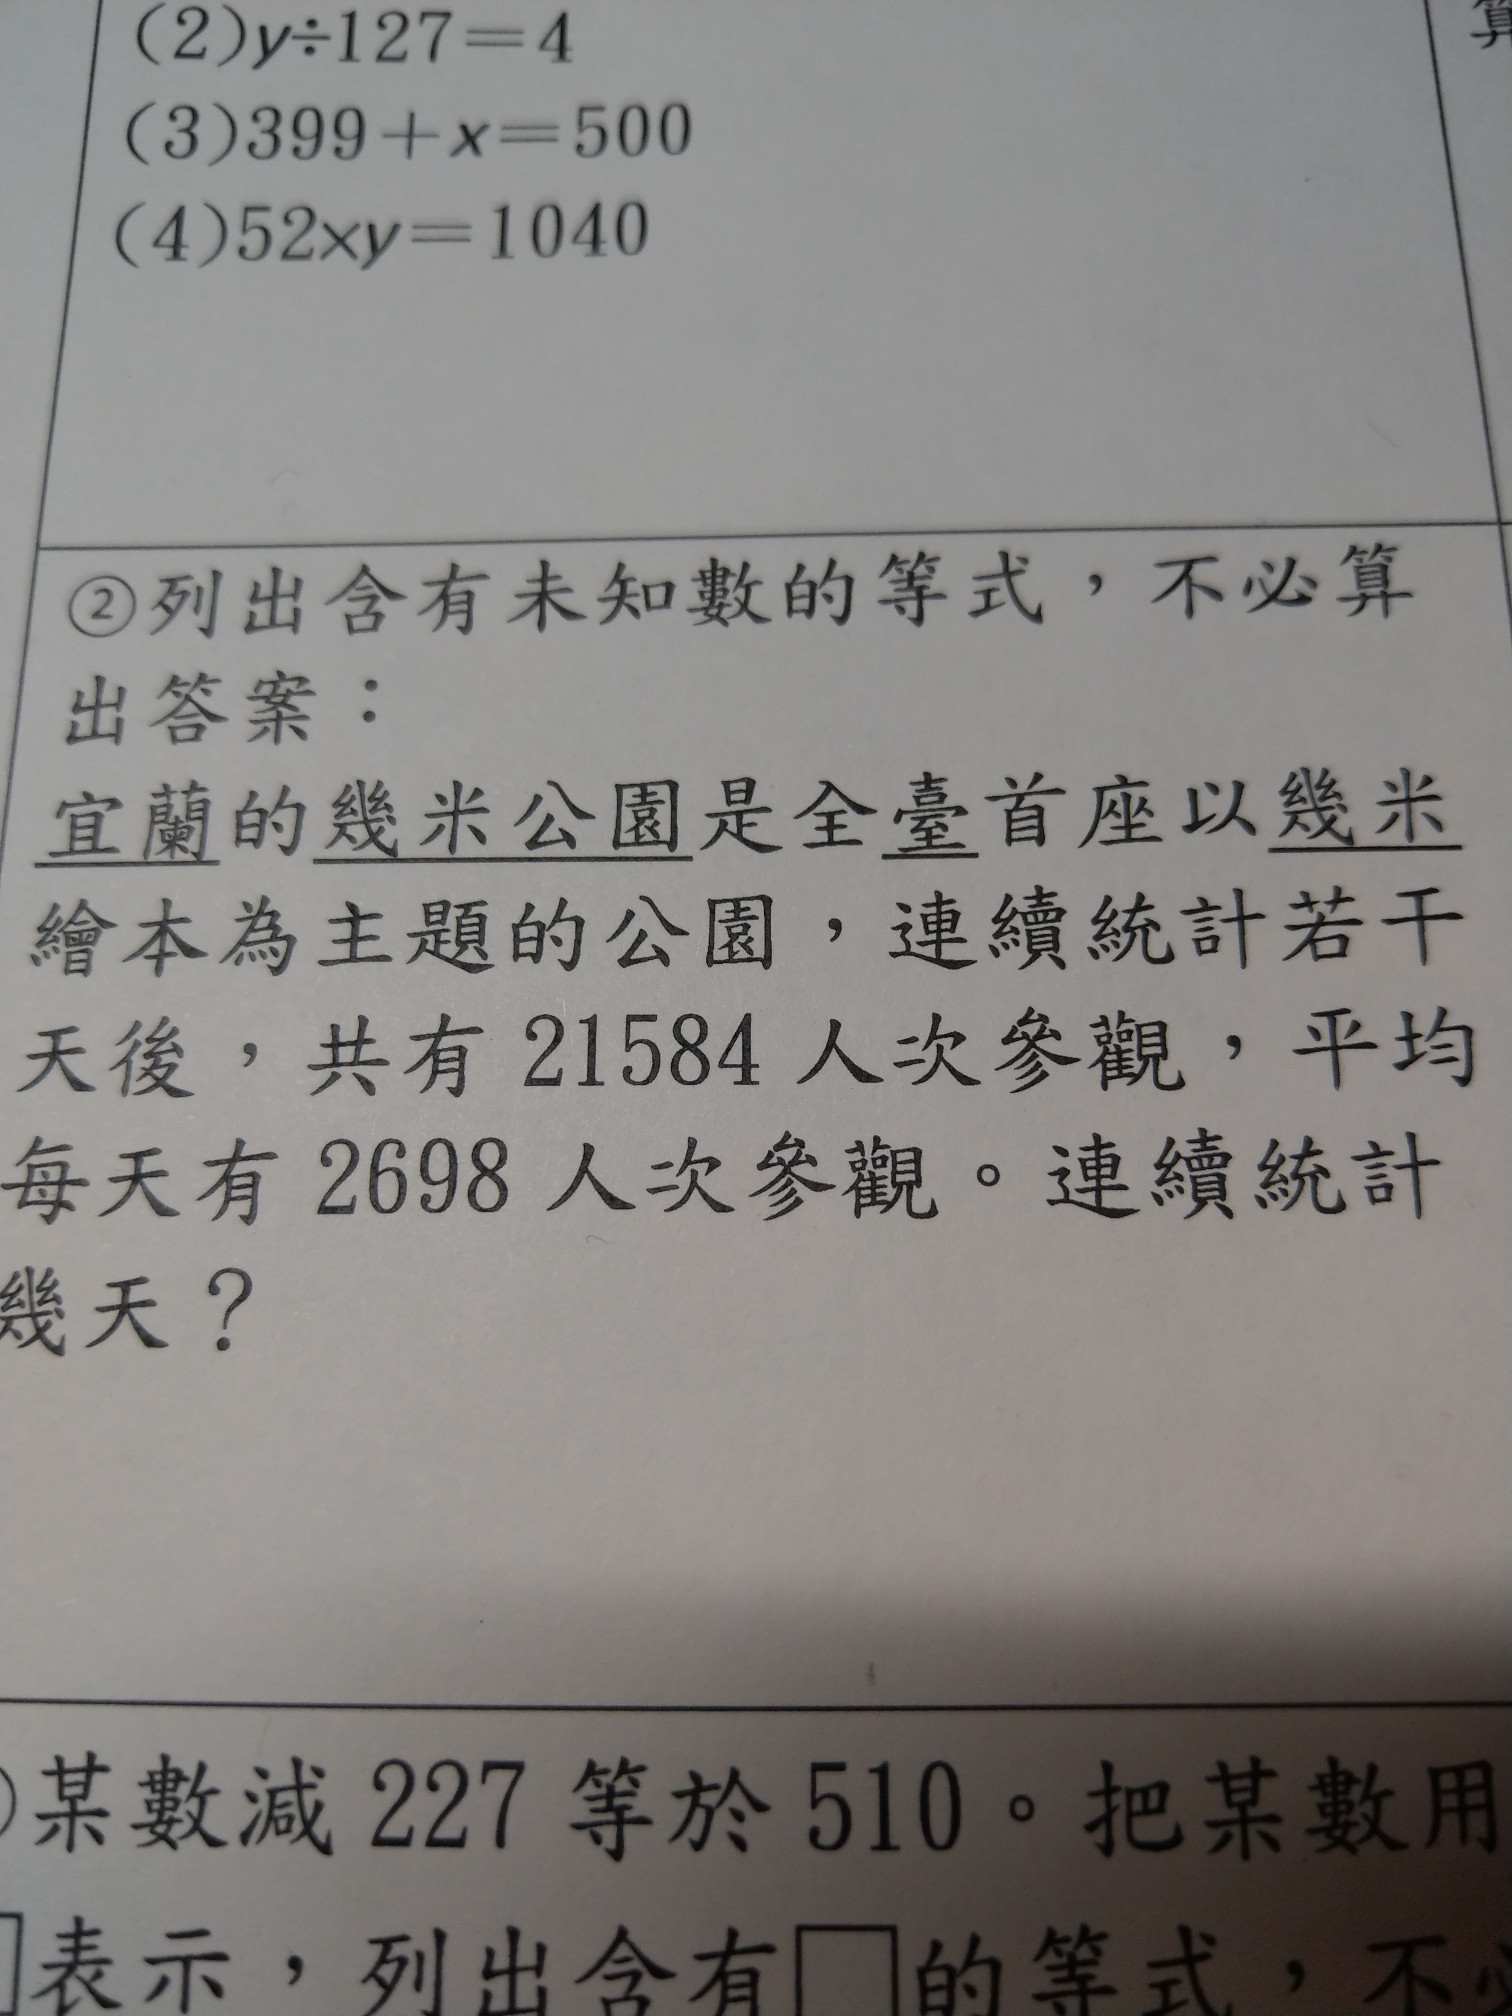 (2)y÷127=4
算
(3)399+x=500
(4)52×y=1040
②列出含有未知數的等式，不必算
出答案：
宜蘭的幾米公園是全臺首座以幾米
繪本為主題的公園，連續統計若干
天後，共有 21584 人次參觀，平均
每天有 2698 人次參觀。連續統計
幾天？
某數減 227 等於 510。把某數用
□表示，列出含有□的等式，不必